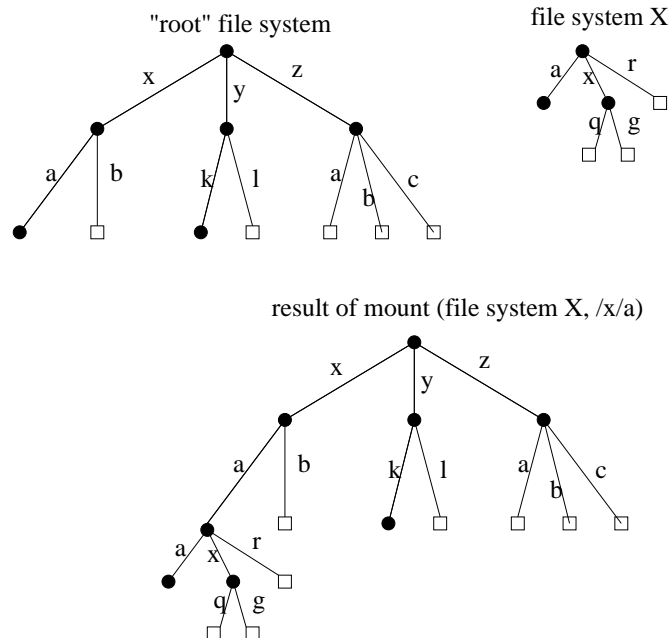 "root" file system
file system X
x
y
z
a
x
r
a
b
k
l
a
b
c
q
g
result of mount (file system X, /x/a)
x
y
z
a
b
k
l
a
b
c
a
x
r
q
g